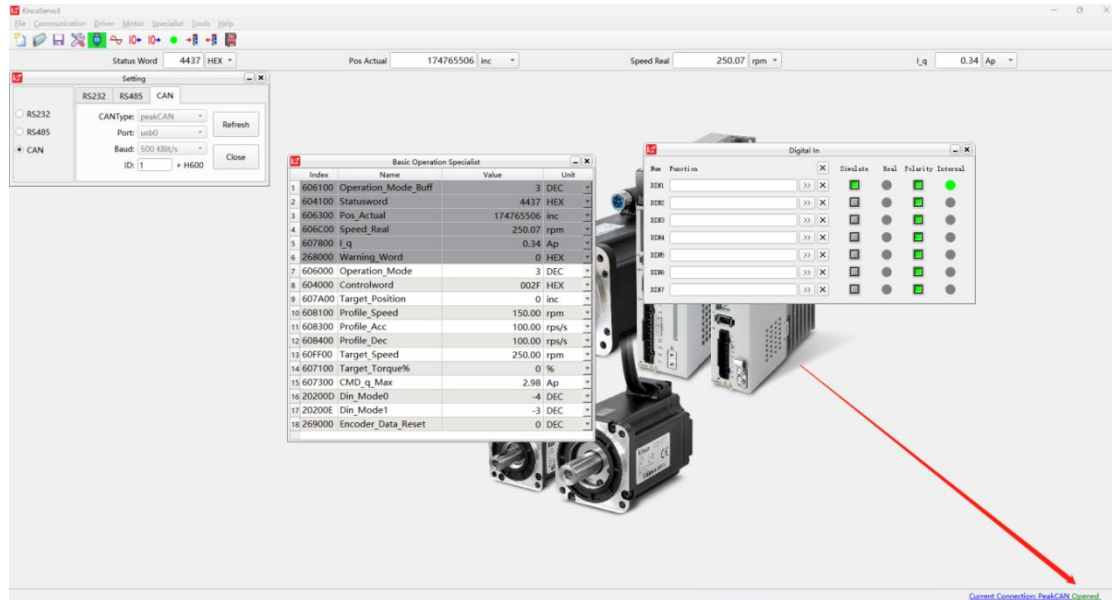 KincoServo3
File Communication Driver Motor Specialist Tools Help
Status Word 4437 HEX Pos Actual 174765506 inc Speed Real 250.07 rpm I_q 0.34 Ap
Setting
RS232 RS485 CAN
RS232
RS485
CAN
CANType: peakCAN
Port: usb0
Baud: 500 KBit/s
ID: 1 + H600
Refresh
Close
Basic Operation Specialist
Index Name Value Unit
1 606100 Operation_Mode_Buff 3 DEC
2 604100 Statusword 4437 HEX
3 606300 Pos_Actual 174765506 inc
4 606C00 Speed_Real 250.07 rpm
5 607800 I_q 0.34 Ap
6 268000 Warning_Word 0 HEX
7 606000 Operation_Mode 3 DEC
8 604000 Controlword 002F HEX
9 607A00 Target_Position 0 inc
10 608100 Profile_Speed 150.00 rpm
11 608300 Profile_Acc 100.00 rps/s
12 608400 Profile_Dec 100.00 rps/s
13 60FF00 Target_Speed 250.00 rpm
14 607100 Target_Torque% 0 %
15 607300 CMD_q_Max 2.98 Ap
16 20200D Din_Mode0 -4 DEC
17 20200E Din_Mode1 -3 DEC
18 269000 Encoder_Data_Reset 0 DEC
Digital In
Num Function Simulate Real Polarity Internal
DIN1 >>
DIN2 >>
DIN3 >>
DIN4 >>
DIN5 >>
DIN6 >>
DIN7 >>
Kinco
Current Connection: PeakCAN Opened.